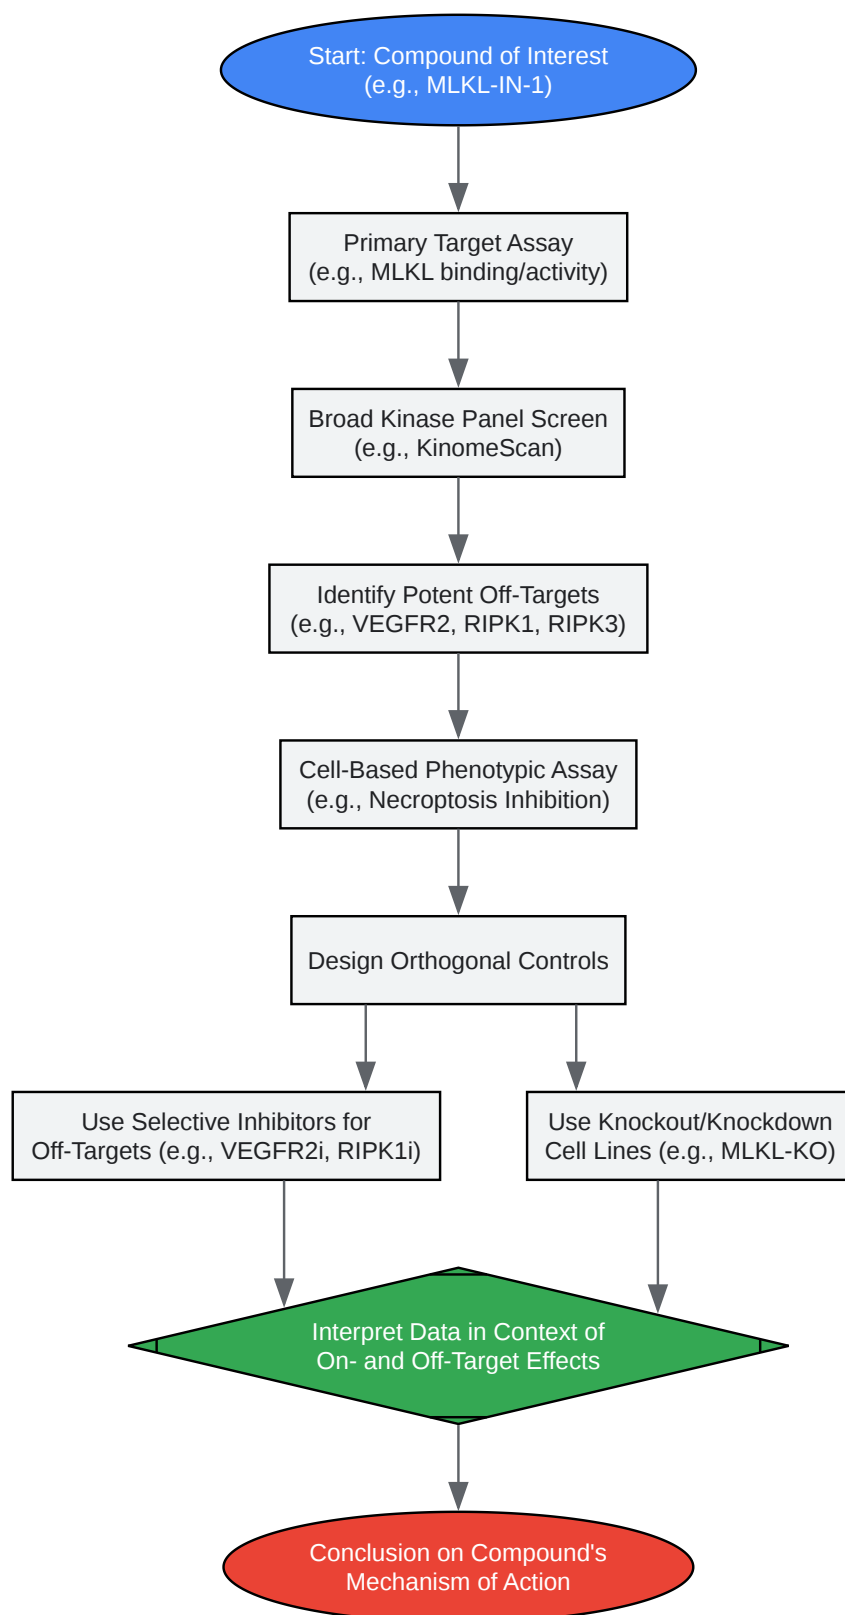 Start: Compound of Interest
(e.g., MLKL-IN-1)
Primary Target Assay
(e.g., MLKL binding/activity)
Broad Kinase Panel Screen
(e.g., KinomeScan)
Identify Potent Off-Targets
(e.g., VEGFR2, RIPK1, RIPK3)
Cell-Based Phenotypic Assay
(e.g., Necroptosis Inhibition)
Design Orthogonal Controls
Use Selective Inhibitors for
Off-Targets (e.g., VEGFR2i, RIPK1i)
Use Knockout/Knockdown
Cell Lines (e.g., MLKL-KO)
Interpret Data in Context of
On- and Off-Target Effects
Conclusion on Compound's
Mechanism of Action